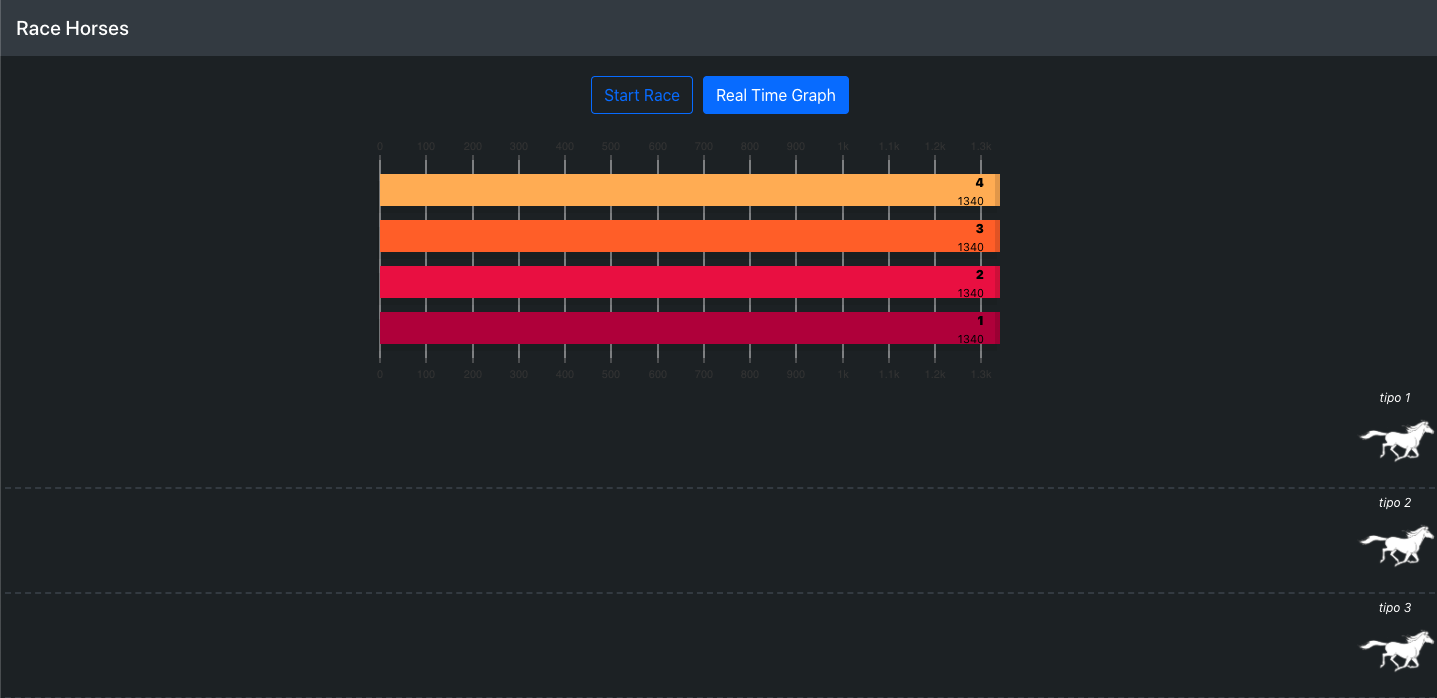 Race Horses
Start Race Real Time Graph
0 100 200 300 400 500 600 700 800 900 1k 1.1k 1.2k 1.3k
4
1340
3
1340
2
1340
1
1340
0 100 200 300 400 500 600 700 800 900 1k 1.1k 1.2k 1.3k
tipo 1
tipo 2
tipo 3